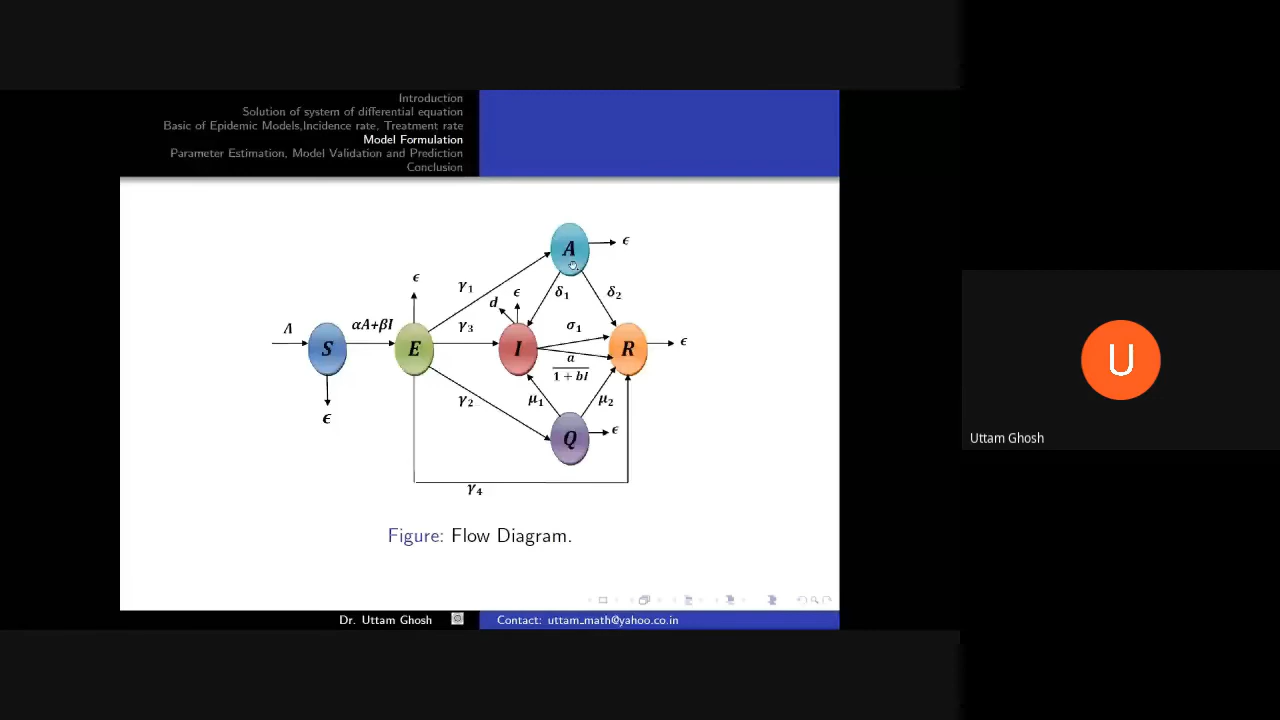 Introduction
Solution of system of differential equation
Basic of Epidemic Models,Incidence rate, Treatment rate
Model Formulation
Parameter Estimation, Model Validation and Prediction
Conclusion
A
ϵ
ϵ
γ₁
d
ϵ
δ₁
δ₂
Λ
αA+βI
γ₃
σ₁
S
E
I
R
ϵ
a
1 + bI
ϵ
γ₂
μ₁
μ₂
Q
ϵ
γ₄
Figure: Flow Diagram.
Dr. Uttam Ghosh
Contact: uttam_math@yahoo.co.in
U
Uttam Ghosh